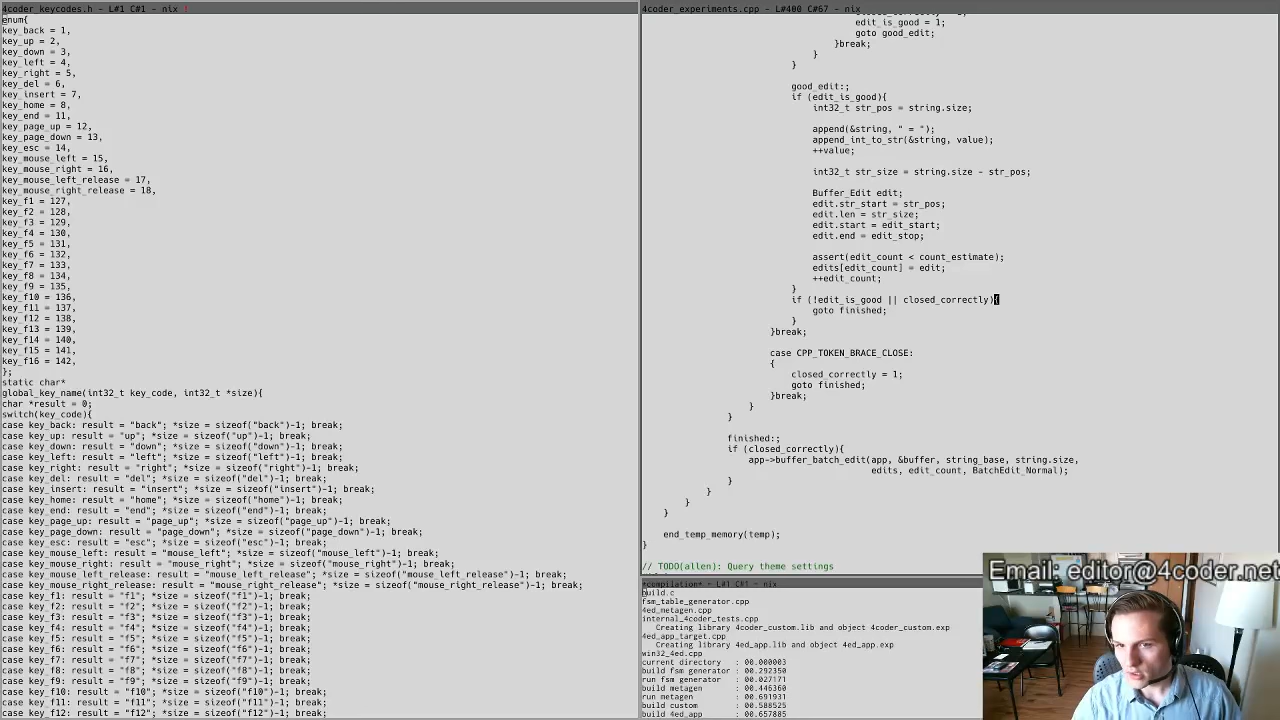 4coder_keycodes.h - L#1 C#1 - nix !
enum{
key_back = 1,
key_up = 2,
key_down = 3,
key_left = 4,
key_right = 5,
key_del = 6,
key_insert = 7,
key_home = 8,
key_end = 11,
key_page_up = 12,
key_page_down = 13,
key_esc = 14,
key_mouse_left = 15,
key_mouse_right = 16,
key_mouse_left_release = 17,
key_mouse_right_release = 18,
key_f1 = 127,
key_f2 = 128,
key_f3 = 129,
key_f4 = 130,
key_f5 = 131,
key_f6 = 132,
key_f7 = 133,
key_f8 = 134,
key_f9 = 135,
key_f10 = 136,
key_f11 = 137,
key_f12 = 138,
key_f13 = 139,
key_f14 = 140,
key_f15 = 141,
key_f16 = 142,
};
static char*
global_key_name(int32_t key_code, int32_t *size){
char *result = 0;
switch(key_code){
case key_back: result = "back"; *size = sizeof("back")-1; break;
case key_up: result = "up"; *size = sizeof("up")-1; break;
case key_down: result = "down"; *size = sizeof("down")-1; break;
case key_left: result = "left"; *size = sizeof("left")-1; break;
case key_right: result = "right"; *size = sizeof("right")-1; break;
case key_del: result = "del"; *size = sizeof("del")-1; break;
case key_insert: result = "insert"; *size = sizeof("insert")-1; break;
case key_home: result = "home"; *size = sizeof("home")-1; break;
case key_end: result = "end"; *size = sizeof("end")-1; break;
case key_page_up: result = "page_up"; *size = sizeof("page_up")-1; break;
case key_page_down: result = "page_down"; *size = sizeof("page_down")-1; break;
case key_esc: result = "esc"; *size = sizeof("esc")-1; break;
case key_mouse_left: result = "mouse_left"; *size = sizeof("mouse_left")-1; break;
case key_mouse_right: result = "mouse_right"; *size = sizeof("mouse_right")-1; break;
case key_mouse_left_release: result = "mouse_left_release"; *size = sizeof("mouse_left_release")-1; break;
case key_mouse_right_release: result = "mouse_right_release"; *size = sizeof("mouse_right_release")-1; break;
case key_f1: result = "f1"; *size = sizeof("f1")-1; break;
case key_f2: result = "f2"; *size = sizeof("f2")-1; break;
case key_f3: result = "f3"; *size = sizeof("f3")-1; break;
case key_f4: result = "f4"; *size = sizeof("f4")-1; break;
case key_f5: result = "f5"; *size = sizeof("f5")-1; break;
case key_f6: result = "f6"; *size = sizeof("f6")-1; break;
case key_f7: result = "f7"; *size = sizeof("f7")-1; break;
case key_f8: result = "f8"; *size = sizeof("f8")-1; break;
case key_f9: result = "f9"; *size = sizeof("f9")-1; break;
case key_f10: result = "f10"; *size = sizeof("f10")-1; break;
case key_f11: result = "f11"; *size = sizeof("f11")-1; break;
case key_f12: result = "f12"; *size = sizeof("f12")-1; break;
4coder_experiments.cpp - L#400 C#67 - nix
edit_is_good = 1;
goto good_edit;
}break;
}
}
good_edit:;
if (edit_is_good){
int32_t str_pos = string.size;
append(&string, " = ");
append_int_to_str(&string, value);
++value;
int32_t str_size = string.size - str_pos;
Buffer_Edit edit;
edit.str_start = str_pos;
edit.len = str_size;
edit.start = edit_start;
edit.end = edit_stop;
assert(edit_count < count_estimate);
edits[edit_count] = edit;
++edit_count;
}
if (!edit_is_good || closed_correctly){
goto finished;
}
}break;
case CPP_TOKEN_BRACE_CLOSE:
{
closed_correctly = 1;
goto finished;
}break;
}
}
finished:;
if (closed_correctly){
app->buffer_batch_edit(app, &buffer, string_base, string.size,
edits, edit_count, BatchEdit_Normal);
}
}
}
}
end_temp_memory(temp);
}
// TODO(allen): Query theme settings
*compilation* - L#1 C#1 - nix
build.c
fsm_table_generator.cpp
4ed_metagen.cpp
internal_4coder_tests.cpp
Creating library 4coder_custom.lib and object 4coder_custom.exp
4ed_app_target.cpp
Creating library 4ed_app.lib and object 4ed_app.exp
win32_4ed.cpp
current directory : 00.000003
build fsm generator : 00.292350
run fsm generator : 00.027171
build metagen : 00.446360
run metagen : 00.691931
build custom : 00.588525
build 4ed_app : 00.657885
Email: editor@4coder.net